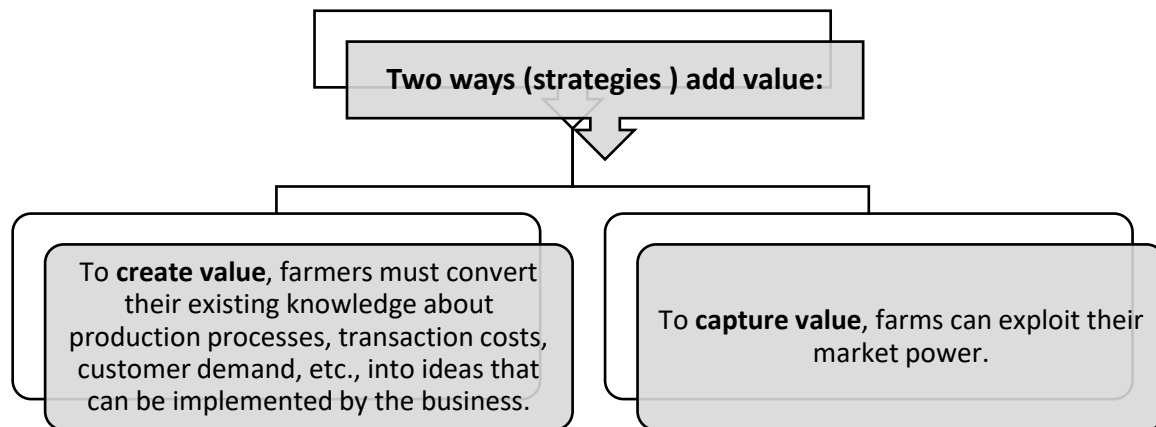 Two ways (strategies ) add value:
To create value, farmers must convert
their existing knowledge about
production processes, transaction costs,
customer demand, etc., into ideas that
can be implemented by the business.
To capture value, farms can exploit their
market power.